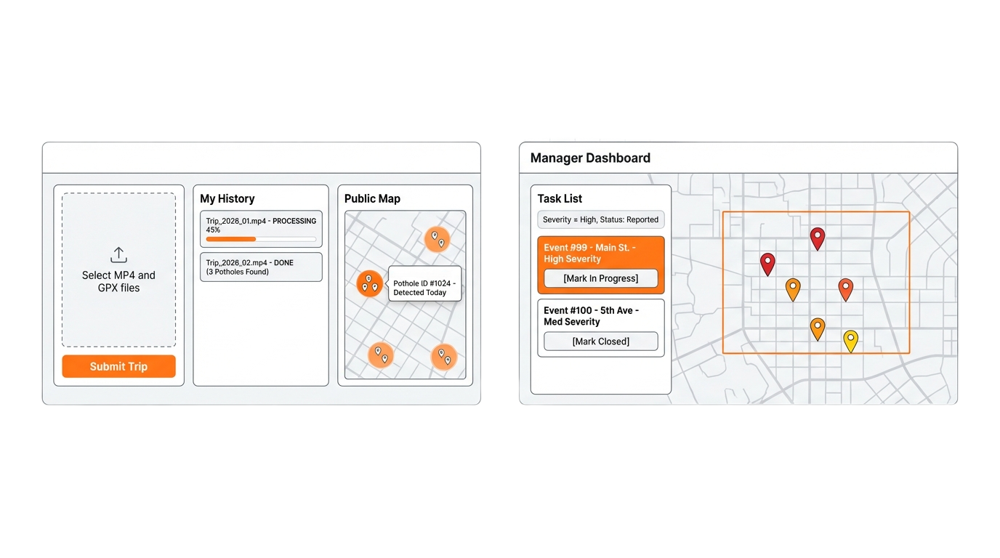 Select MP4 and
GPX files
Submit Trip
My History
Trip_2026_01.mp4 - PROCESSING
45%
Trip_2026_02.mp4 - DONE
(3 Potholes Found)
Public Map
Pothole ID #1024 -
Detected Today
Manager Dashboard
Task List
Severity = High, Status: Reported
Event #99 - Main St. -
High Severity
[Mark In Progress]
Event #100 - 5th Ave -
Med Severity
[Mark Closed]